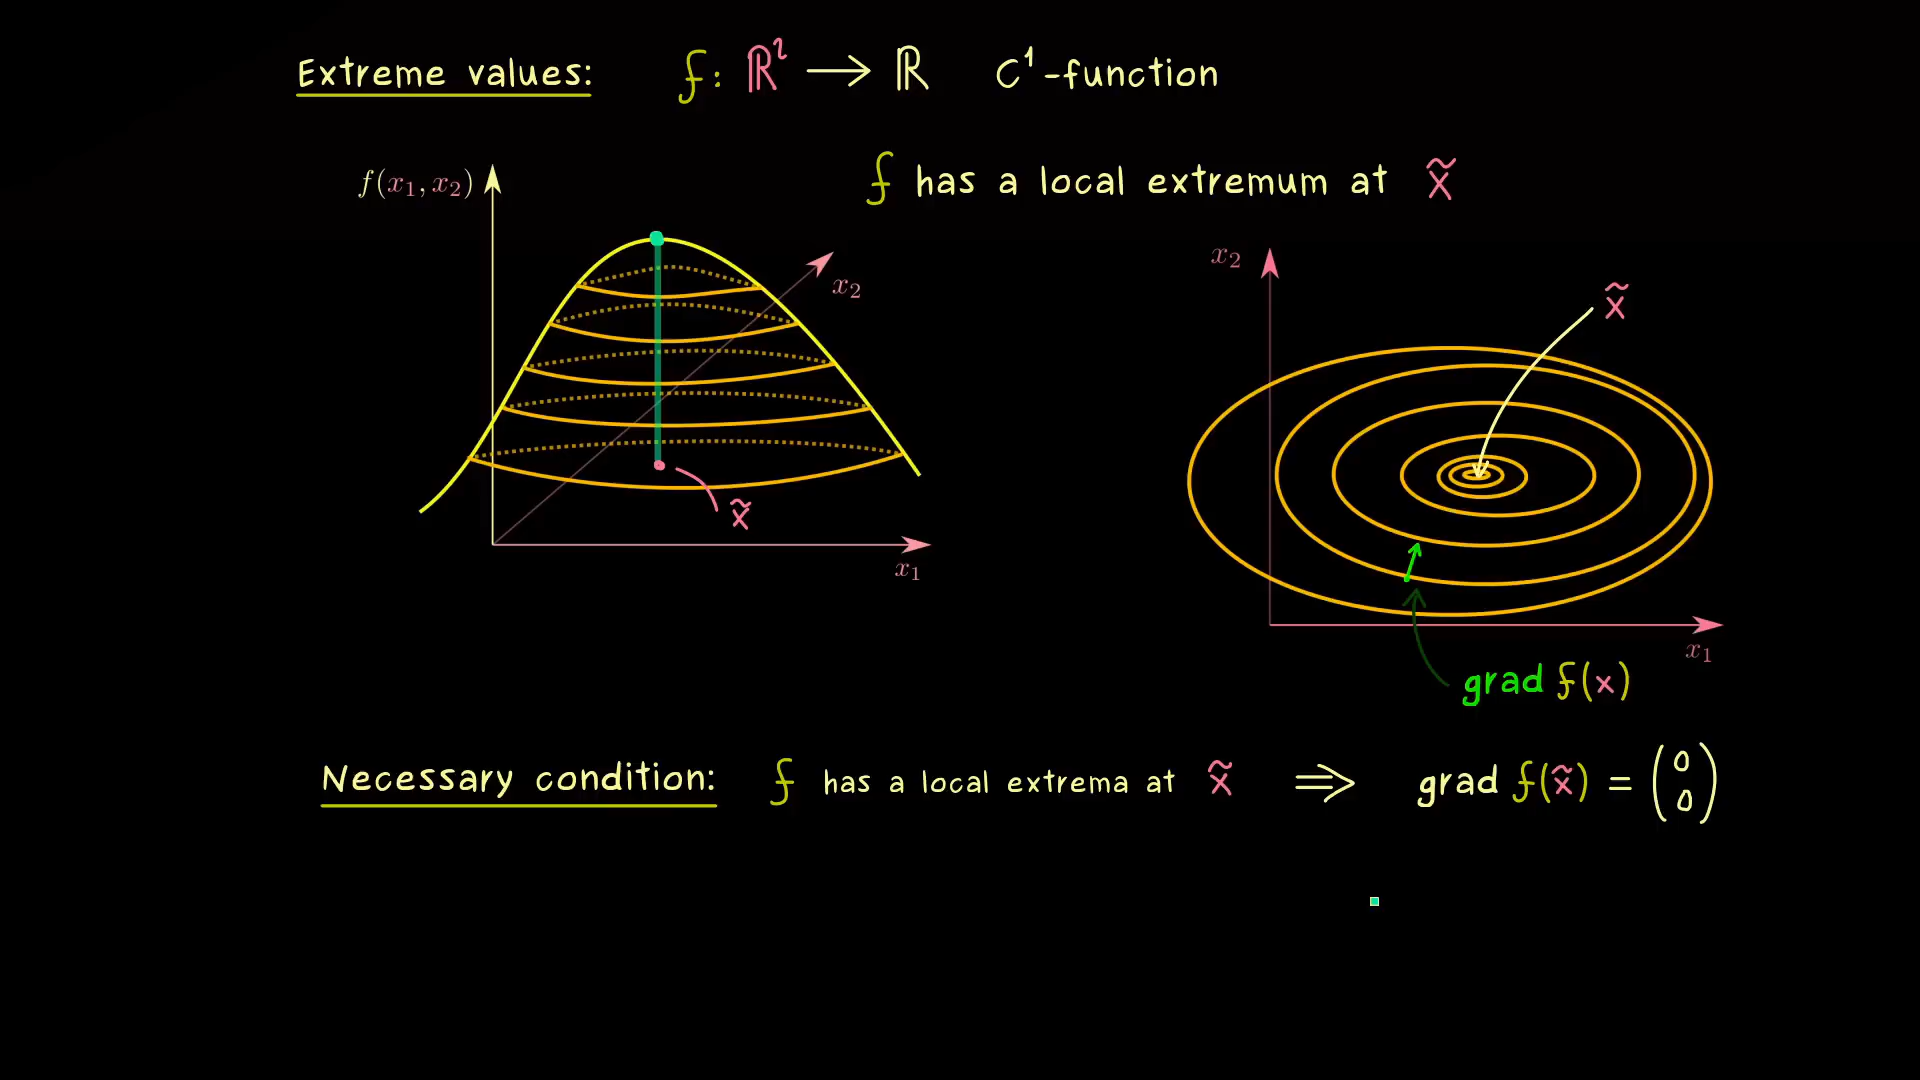 Extreme values: f: ℝ² ⟶ ℝ C¹-function
f has a local extremum at x̃
f(x₁, x₂)
x₂
x̃
x₁
x₂
x̃
x₁
grad f(x)
Necessary condition: f has a local extrema at x̃ ⟹ grad f(x̃) = (0 0)